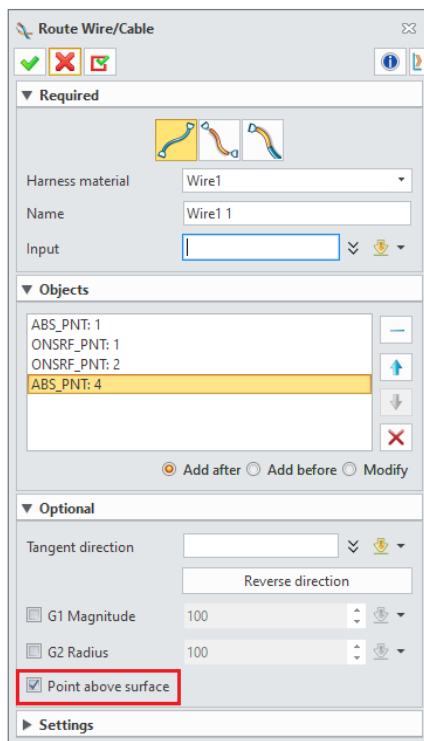 Route Wire/Cable
Required
Harness material Wire1
Name Wire1 1
Input
Objects
ABS_PNT: 1
ONSRF_PNT: 1
ONSRF_PNT: 2
ABS_PNT: 4
Add after Add before Modify
Optional
Tangent direction
Reverse direction
G1 Magnitude 100
G2 Radius 100
Point above surface
Settings